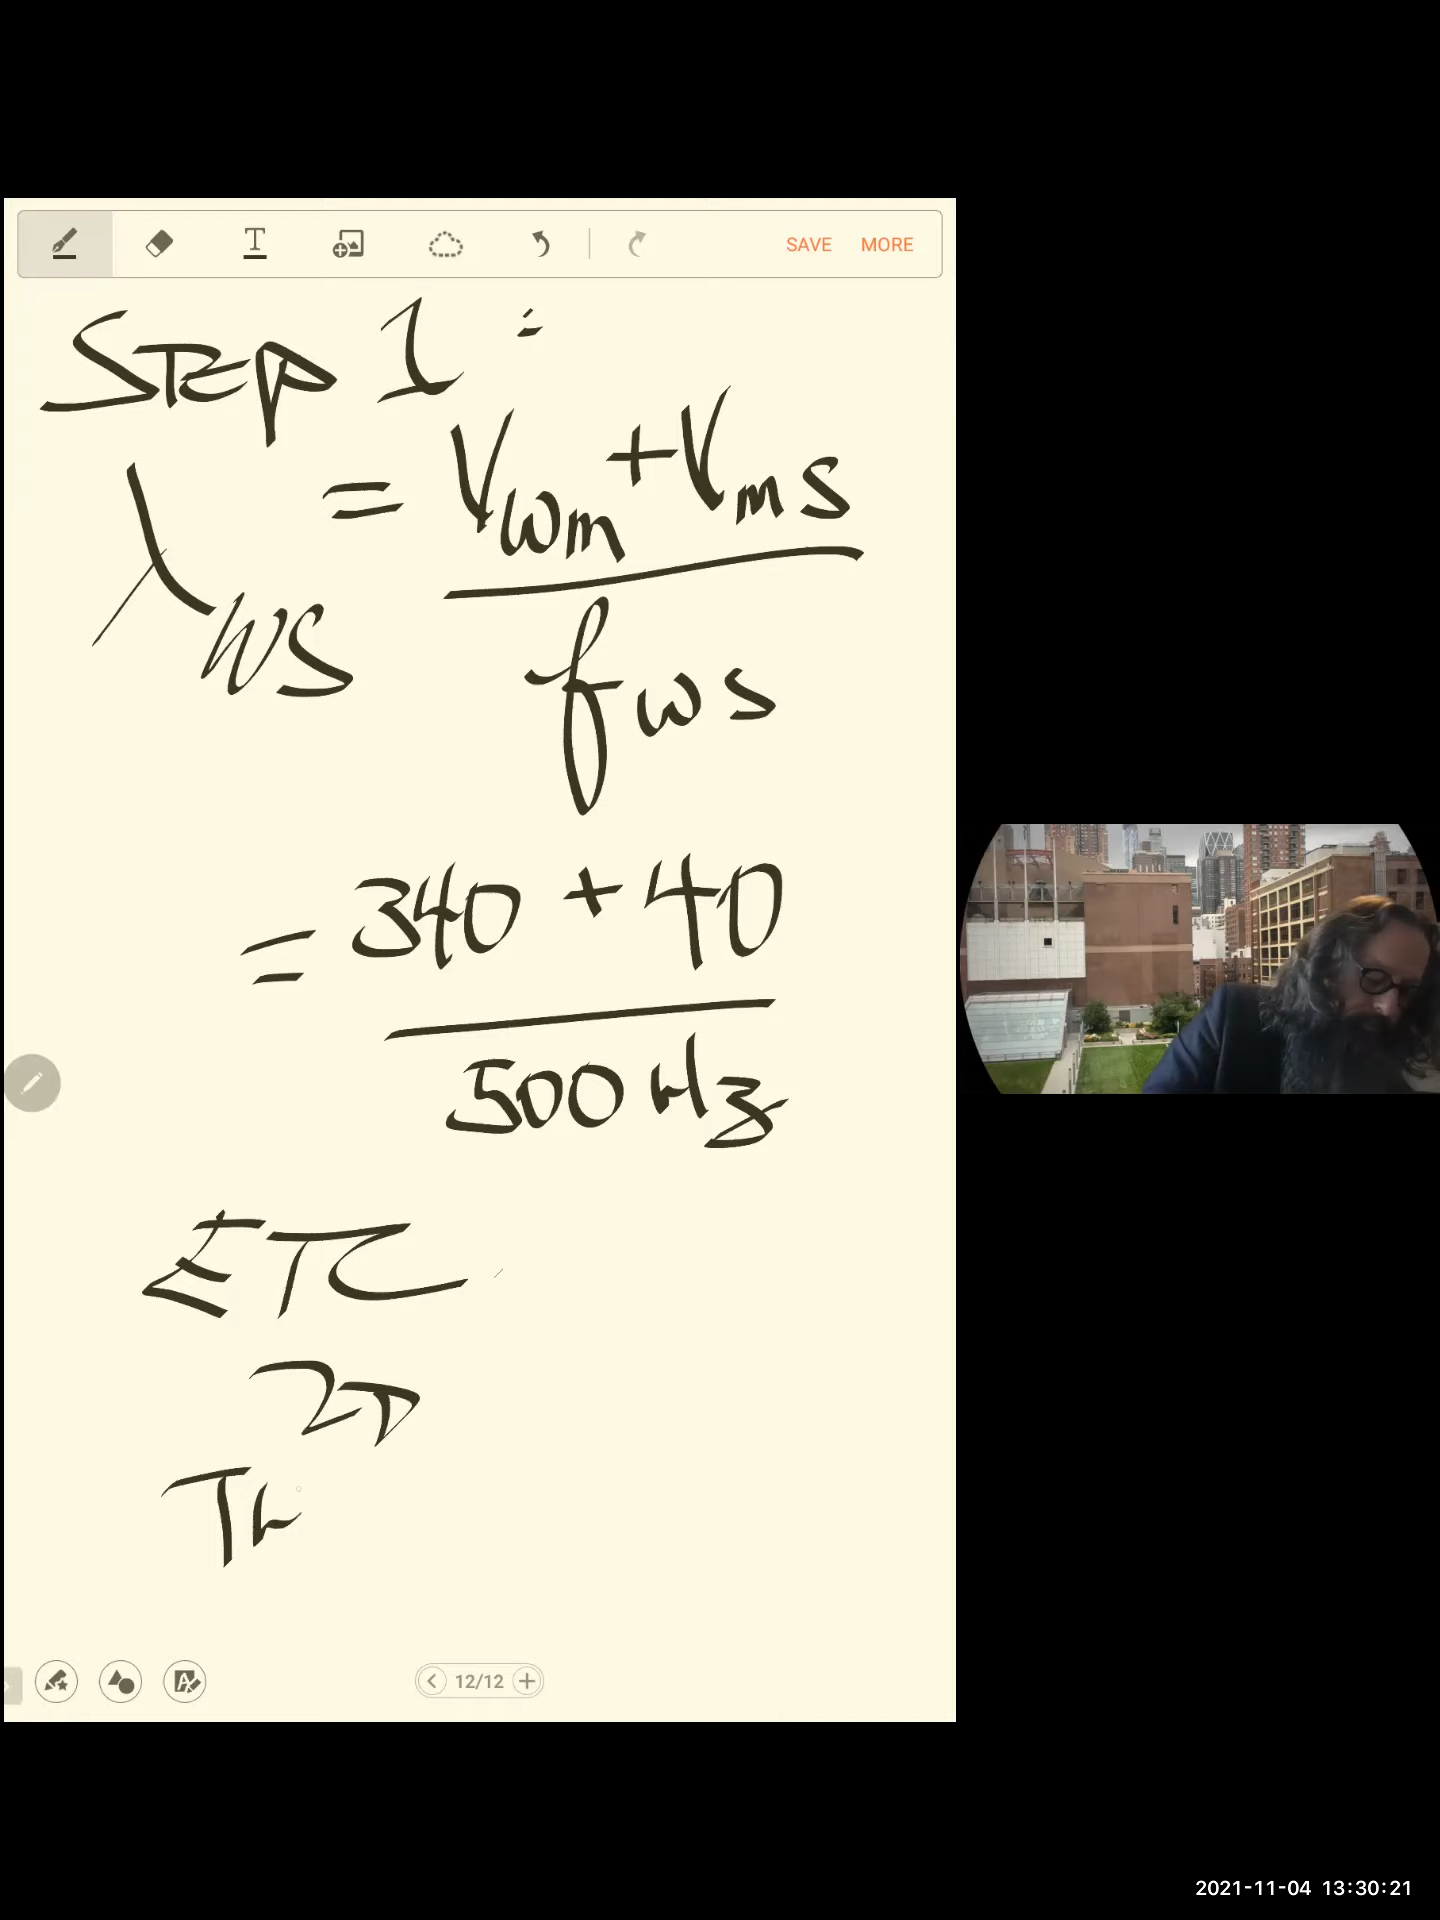 SAVE MORE
STEP 1 :
λws = Vwm + Vms
fws
= 340 + 40
500 Hz
ETC
12/12
2021-11-04 13:30:21